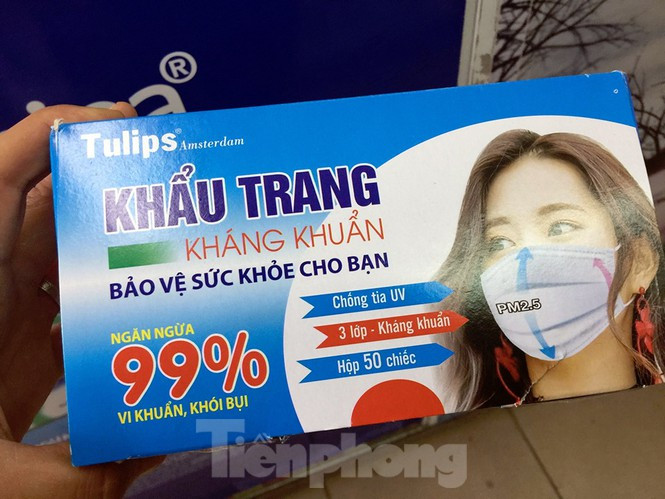 Tulips® Amsterdam
KHẨU TRANG
KHÁNG KHUẨN
BẢO VỆ SỨC KHỎE CHO BẠN
Chống tia UV
3 lớp - Kháng khuẩn
Hộp 50 chiếc
NGĂN NGỪA
99%
VI KHUẨN, KHÓI BỤI
PM2.5
Tiềnphong